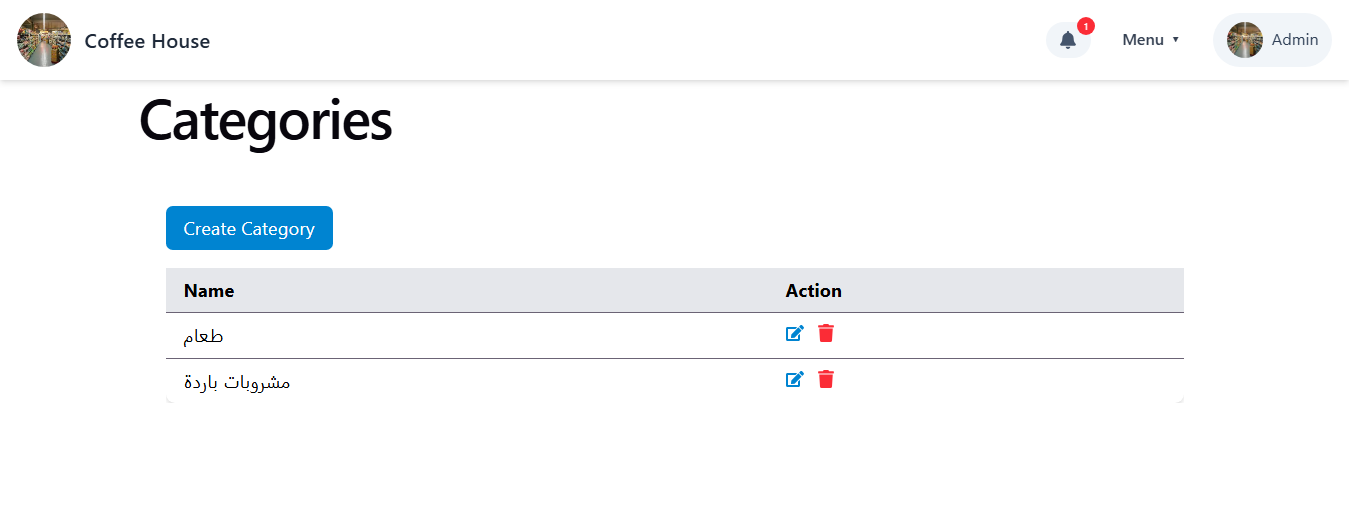 Coffee House
1
Menu ▼
Admin
Categories
Create Category
Name Action
طعام
مشروبات باردة